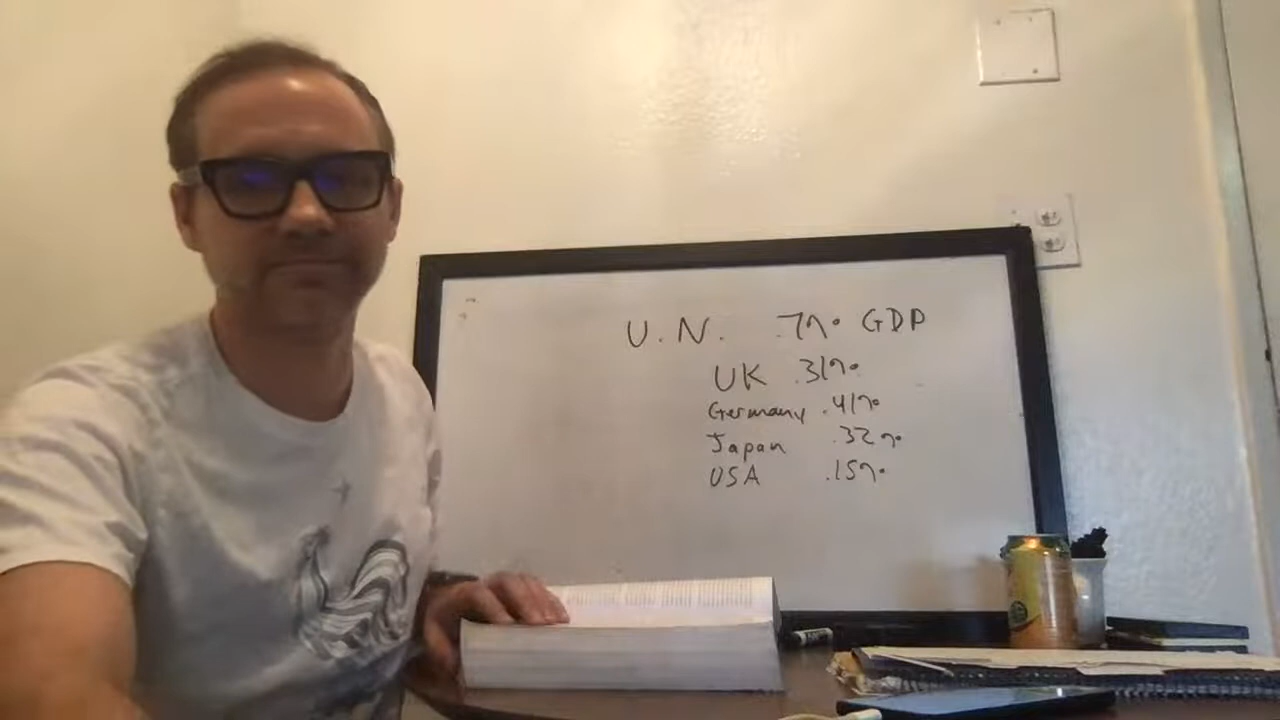 U.N. .7% GDP
UK .31%
Germany .41%
Japan .32%
USA .15%